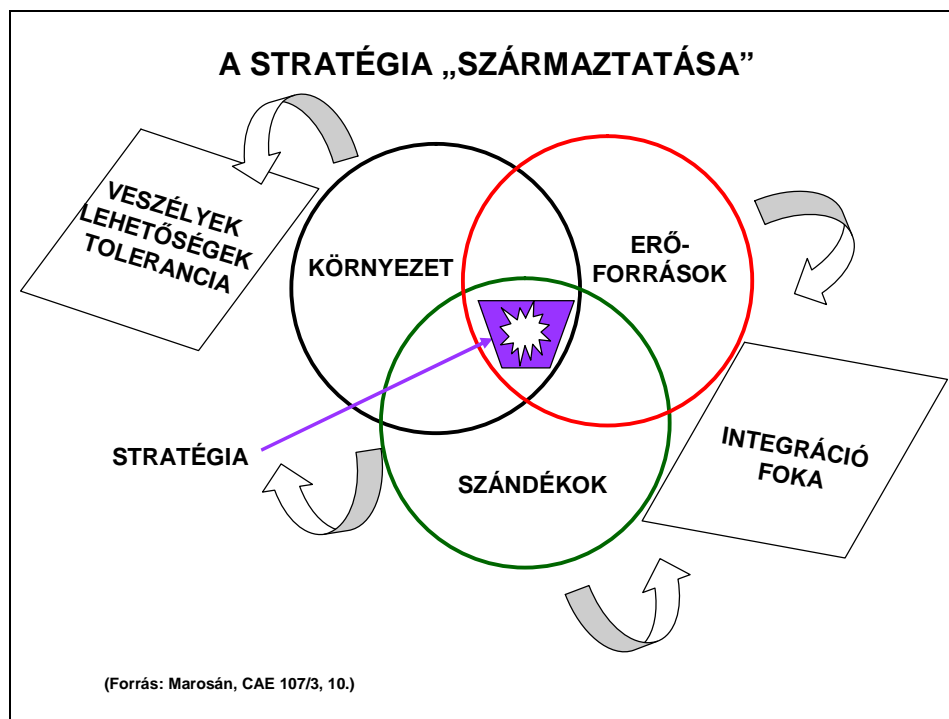 A STRATÉGIA „SZÁRMAZTATÁSA”
VESZÉLYEK
LEHETŐSÉGEK
TOLERANCIA
KÖRNYEZET
ERŐ-
FORRÁSOK
STRATÉGIA
SZÁNDÉKOK
INTEGRÁCIÓ
FOKA
(Forrás: Marosán, CAE 107/3, 10.)